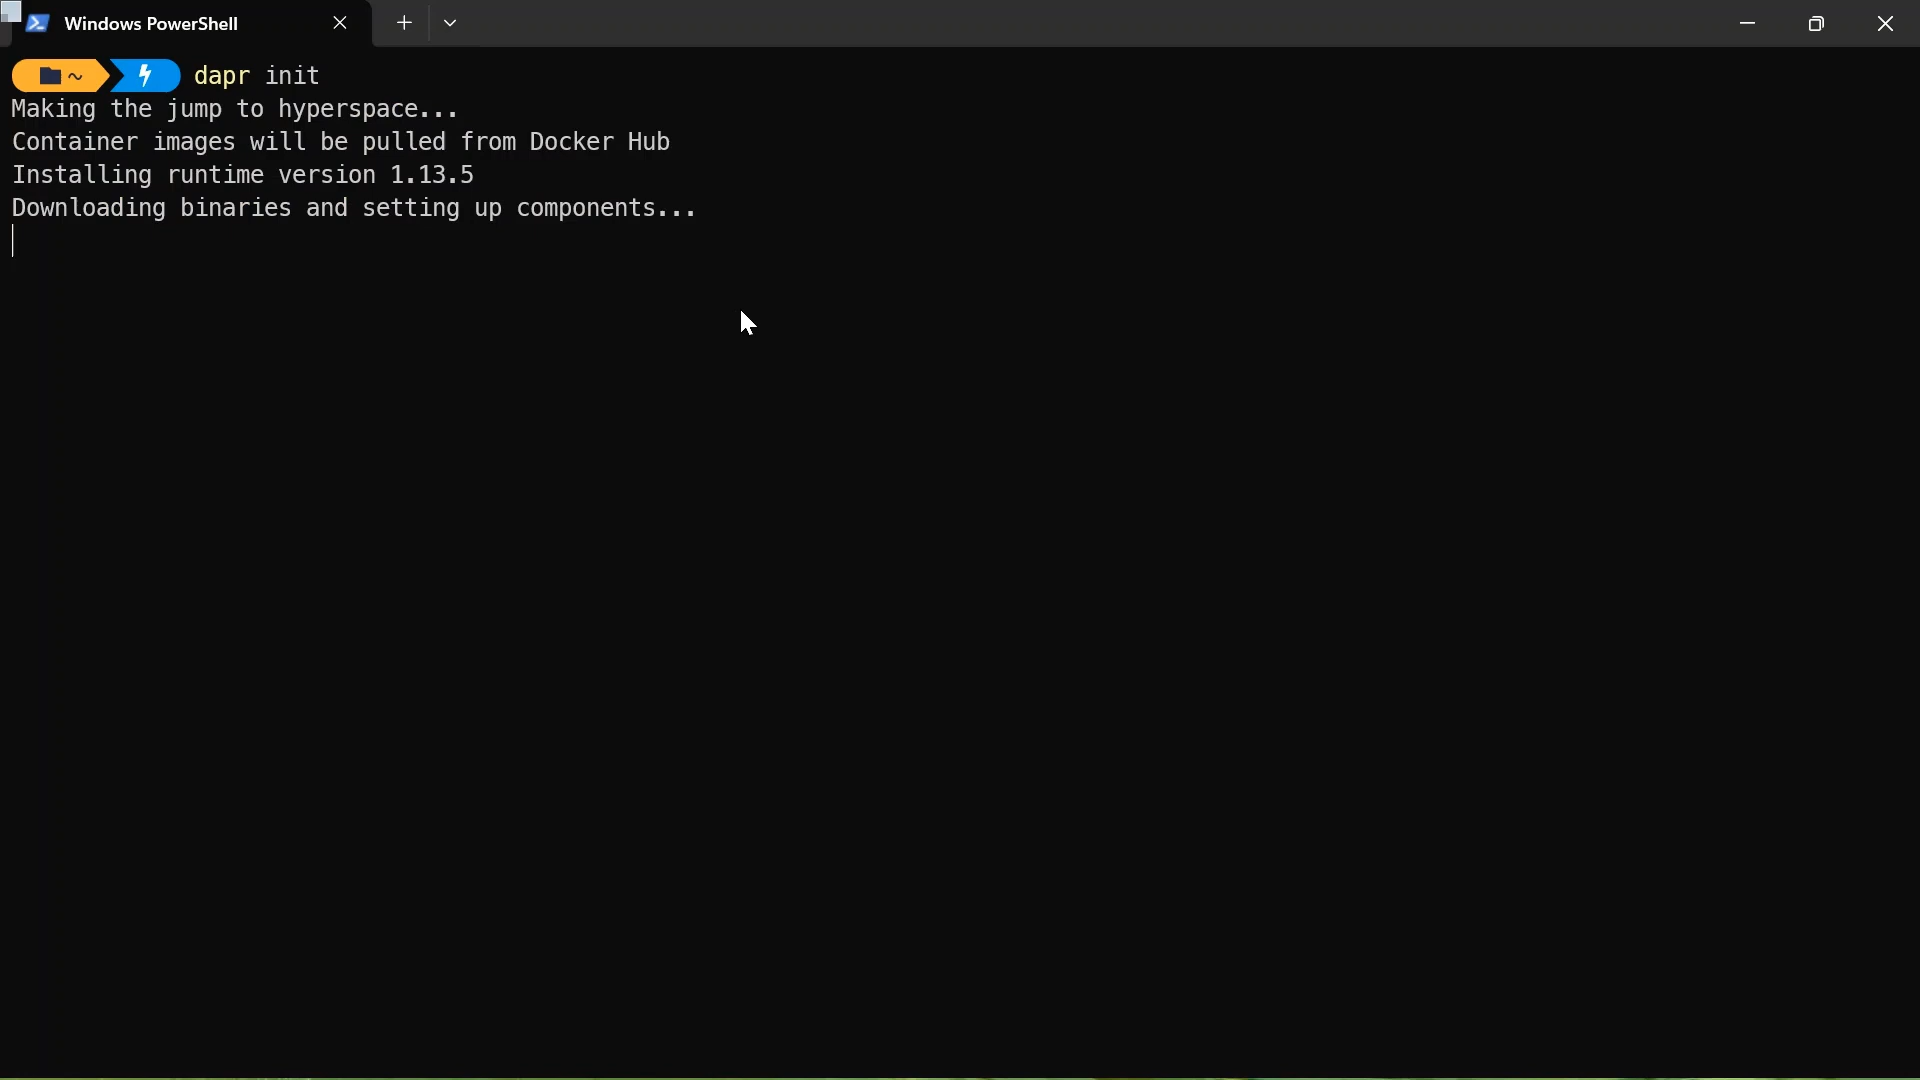 Windows PowerShell
~ dapr init
Making the jump to hyperspace...
Container images will be pulled from Docker Hub
Installing runtime version 1.13.5
Downloading binaries and setting up components...